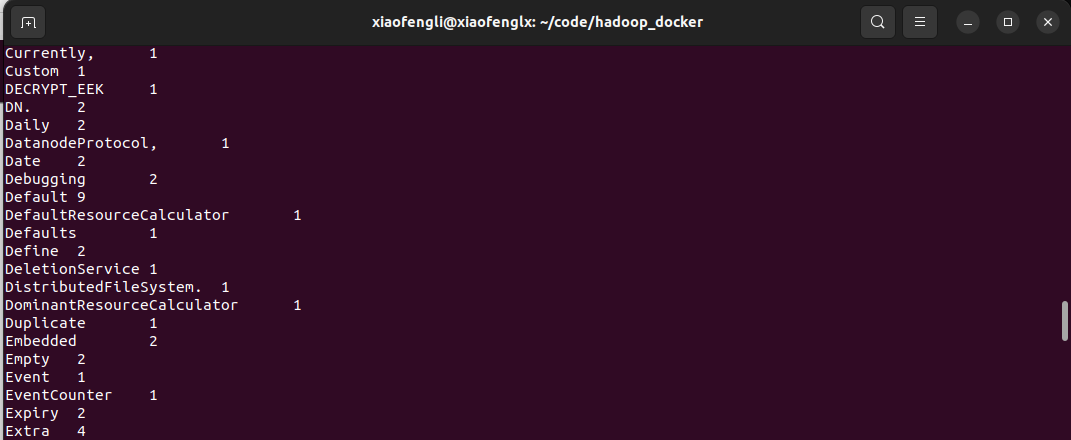 xiaofengli@xiaofenglx: ~/code/hadoop_docker
Currently,	1
Custom	1
DECRYPT_EEK	1
DN.	2
Daily	2
DatanodeProtocol,	1
Date	2
Debugging	2
Default	9
DefaultResourceCalculator	1
Defaults	1
Define	2
DeletionService	1
DistributedFileSystem.	1
DominantResourceCalculator	1
Duplicate	1
Embedded	2
Empty	2
Event	1
EventCounter	1
Expiry	2
Extra	4